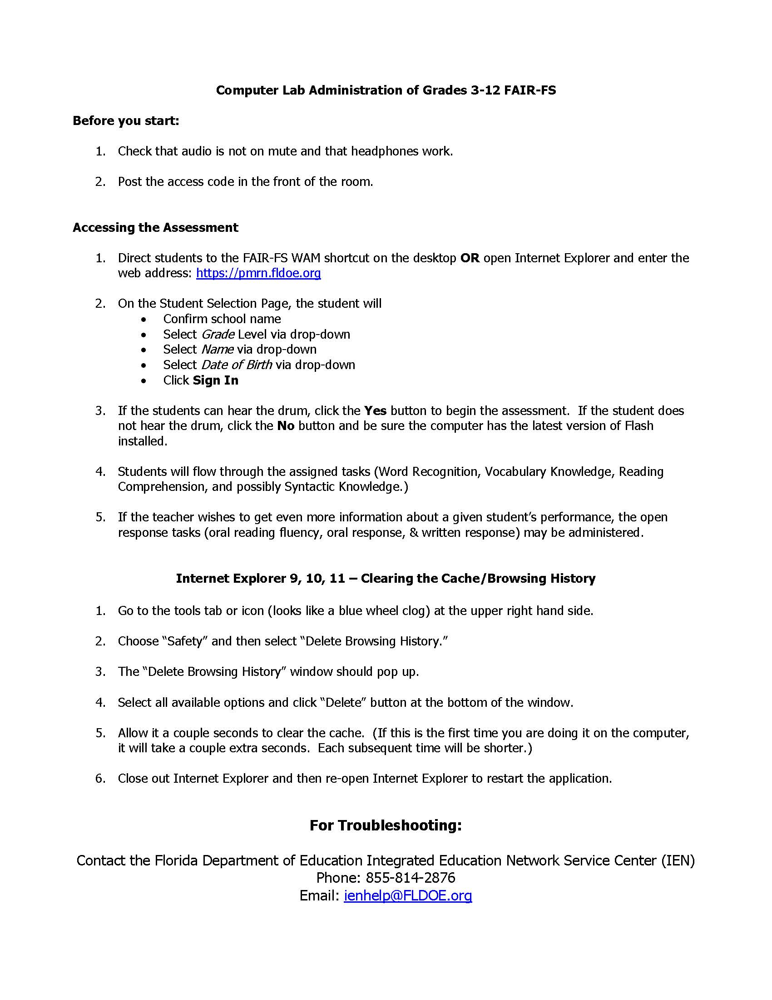 Computer Lab Administration of Grades 3-12 FAIR-FS
Before you start:
1. Check that audio is not on mute and that headphones work.
2. Post the access code in the front of the room.
Accessing the Assessment
1. Direct students to the FAIR-FS WAM shortcut on the desktop OR open Internet Explorer and enter the
web address: https://pmrn.fldoe.org
2. On the Student Selection Page, the student will
• Confirm school name
• Select Grade Level via drop-down
• Select Name via drop-down
• Select Date of Birth via drop-down
• Click Sign In
3. If the students can hear the drum, click the Yes button to begin the assessment.  If the student does
not hear the drum, click the No button and be sure the computer has the latest version of Flash
installed.
4. Students will flow through the assigned tasks (Word Recognition, Vocabulary Knowledge, Reading
Comprehension, and possibly Syntactic Knowledge.)
5. If the teacher wishes to get even more information about a given student’s performance, the open
response tasks (oral reading fluency, oral response, & written response) may be administered.
Internet Explorer 9, 10, 11 – Clearing the Cache/Browsing History
1. Go to the tools tab or icon (looks like a blue wheel clog) at the upper right hand side.
2. Choose “Safety” and then select “Delete Browsing History.”
3. The “Delete Browsing History” window should pop up.
4. Select all available options and click “Delete” button at the bottom of the window.
5. Allow it a couple seconds to clear the cache.  (If this is the first time you are doing it on the computer,
it will take a couple extra seconds.  Each subsequent time will be shorter.)
6. Close out Internet Explorer and then re-open Internet Explorer to restart the application.
For Troubleshooting:
Contact the Florida Department of Education Integrated Education Network Service Center (IEN)
Phone: 855-814-2876
Email: ienhelp@FLDOE.org